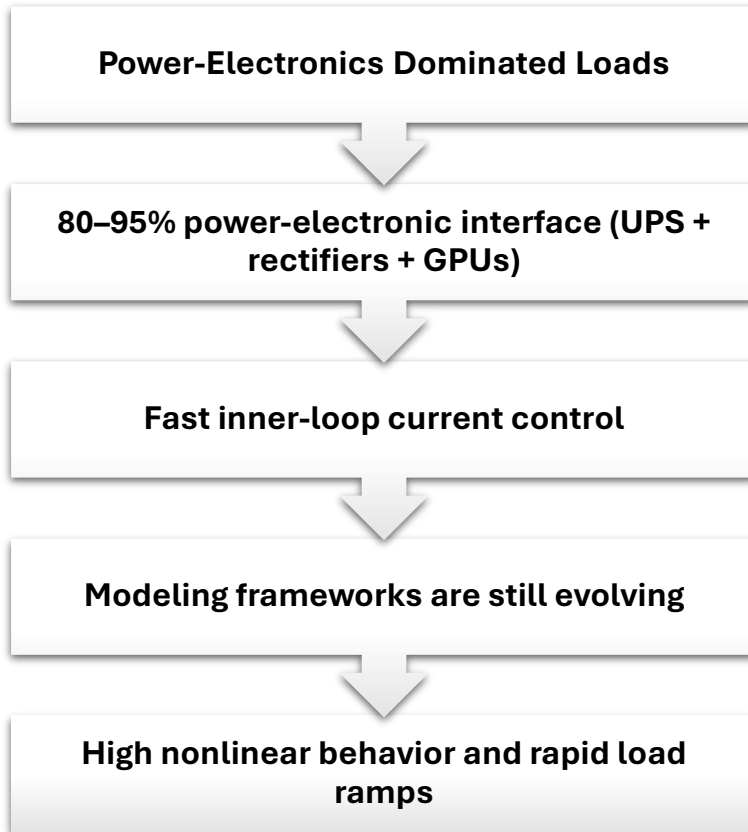 Power-Electronics Dominated Loads
80–95% power-electronic interface (UPS +
rectifiers + GPUs)
Fast inner-loop current control
Modeling frameworks are still evolving
High nonlinear behavior and rapid load
ramps